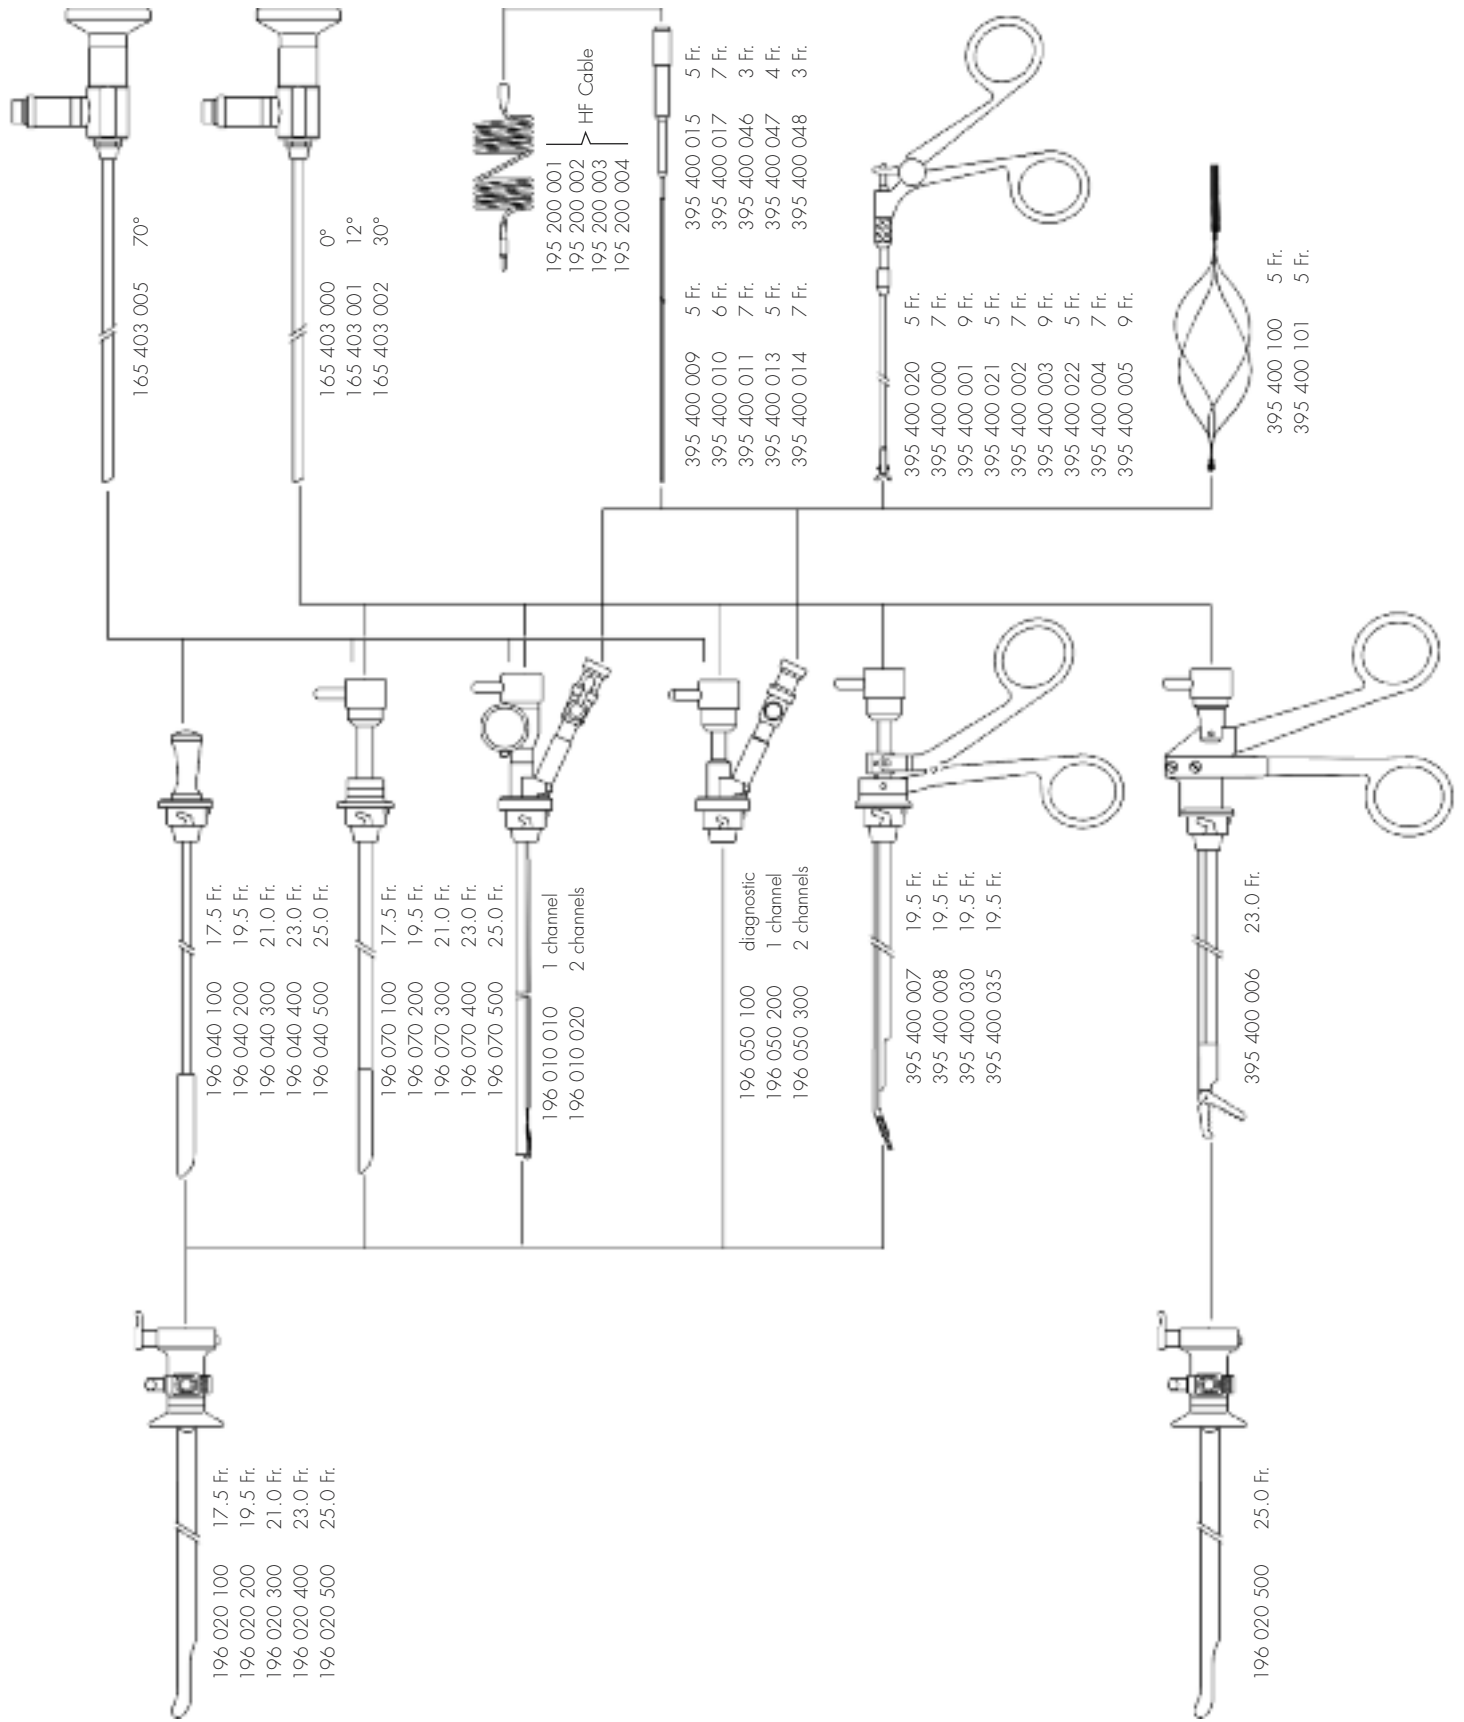 165 403 005 70°
165 403 000 0°
165 403 001 12°
165 403 002 30°
195 200 001
195 200 002
195 200 003
195 200 004
HF Cable
395 400 015 5 Fr.
395 400 017 7 Fr.
395 400 046 3 Fr.
395 400 047 4 Fr.
395 400 048 3 Fr.
395 400 009 5 Fr.
395 400 010 6 Fr.
395 400 011 7 Fr.
395 400 013 5 Fr.
395 400 014 7 Fr.
395 400 020 5 Fr.
395 400 000 7 Fr.
395 400 001 9 Fr.
395 400 021 5 Fr.
395 400 002 7 Fr.
395 400 003 9 Fr.
395 400 022 5 Fr.
395 400 004 7 Fr.
395 400 005 9 Fr.
395 400 100 5 Fr.
395 400 101 5 Fr.
196 040 100 17.5 Fr.
196 040 200 19.5 Fr.
196 040 300 21.0 Fr.
196 040 400 23.0 Fr.
196 040 500 25.0 Fr.
196 070 100 17.5 Fr.
196 070 200 19.5 Fr.
196 070 300 21.0 Fr.
196 070 400 23.0 Fr.
196 070 500 25.0 Fr.
196 010 010 1 channel
196 010 020 2 channels
196 050 100 diagnostic
196 050 200 1 channel
196 050 300 2 channels
395 400 007 19.5 Fr.
395 400 008 19.5 Fr.
395 400 030 19.5 Fr.
395 400 035 19.5 Fr.
395 400 006 23.0 Fr.
196 020 100 17.5 Fr.
196 020 200 19.5 Fr.
196 020 300 21.0 Fr.
196 020 400 23.0 Fr.
196 020 500 25.0 Fr.
196 020 500 25.0 Fr.